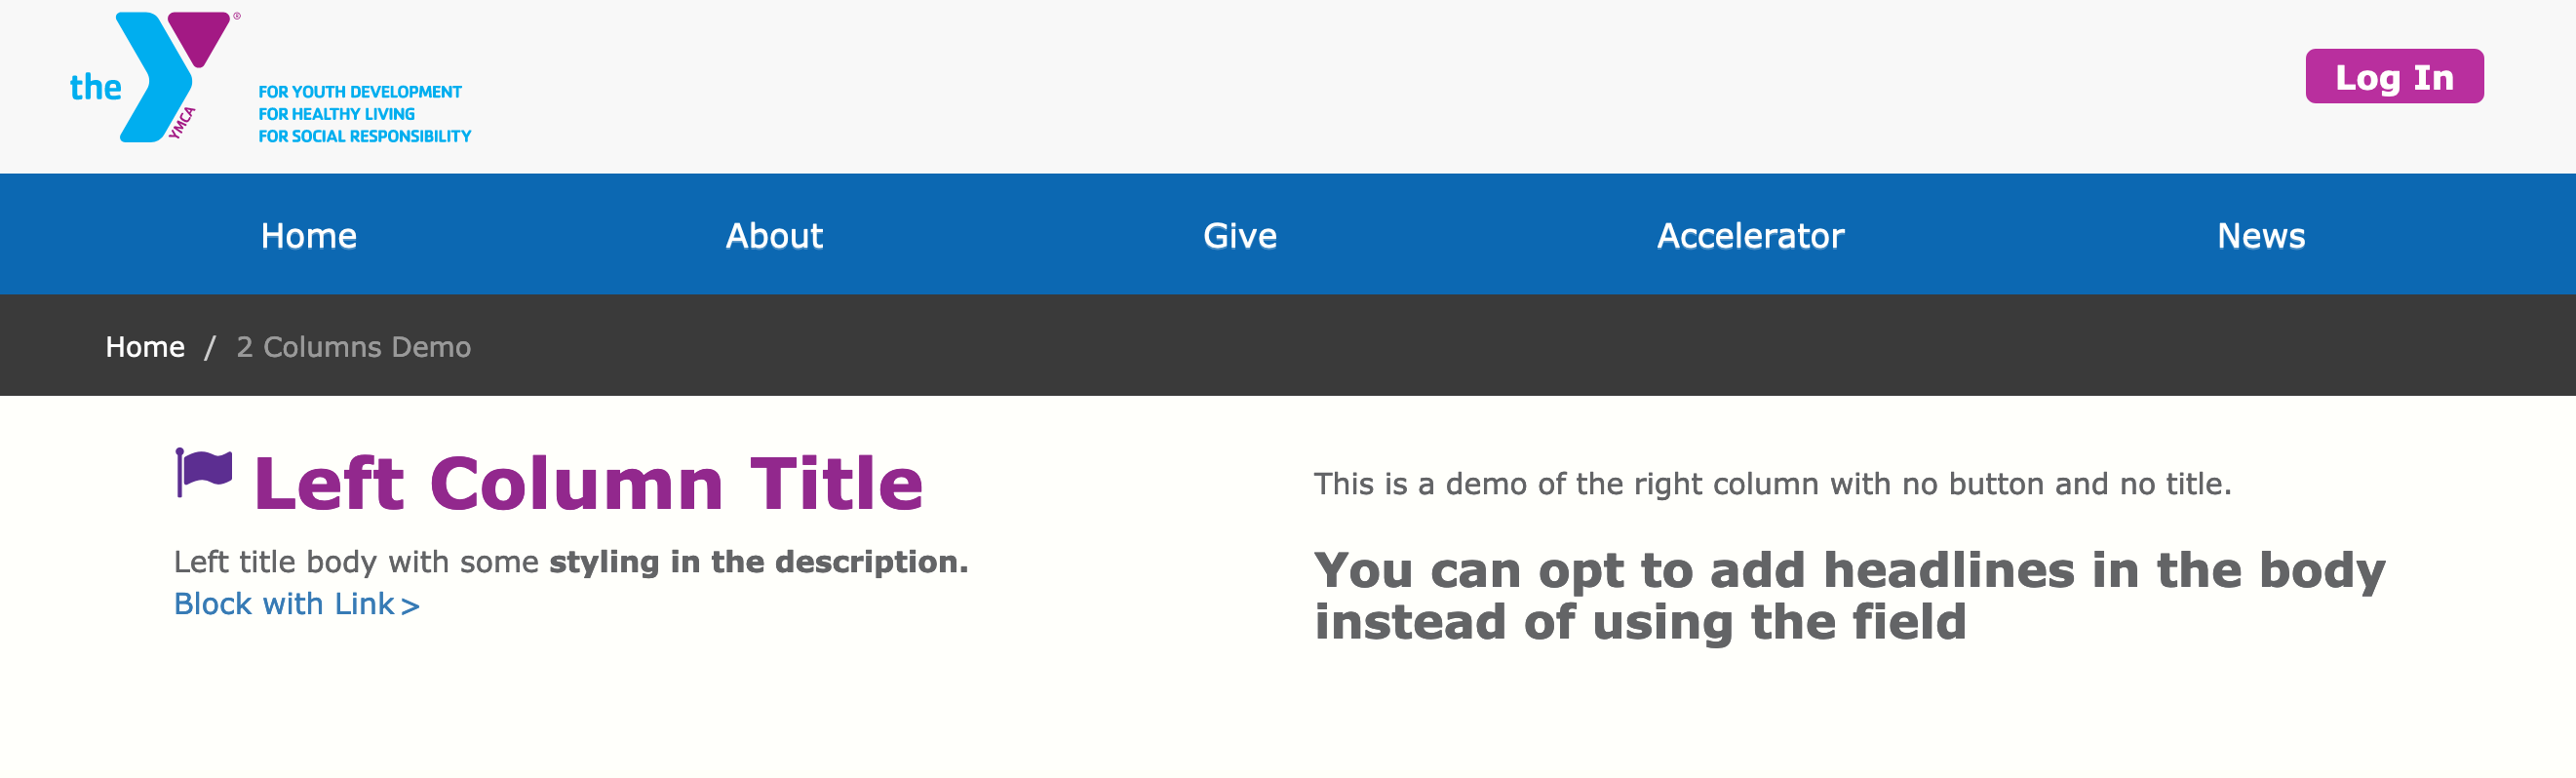 the
YMCA
®
FOR YOUTH DEVELOPMENT
FOR HEALTHY LIVING
FOR SOCIAL RESPONSIBILITY
Log In
Home
About
Give
Accelerator
News
Home / 2 Columns Demo
Left Column Title
Left title body with some styling in the description.
Block with Link >
This is a demo of the right column with no button and no title.
You can opt to add headlines in the body
instead of using the field